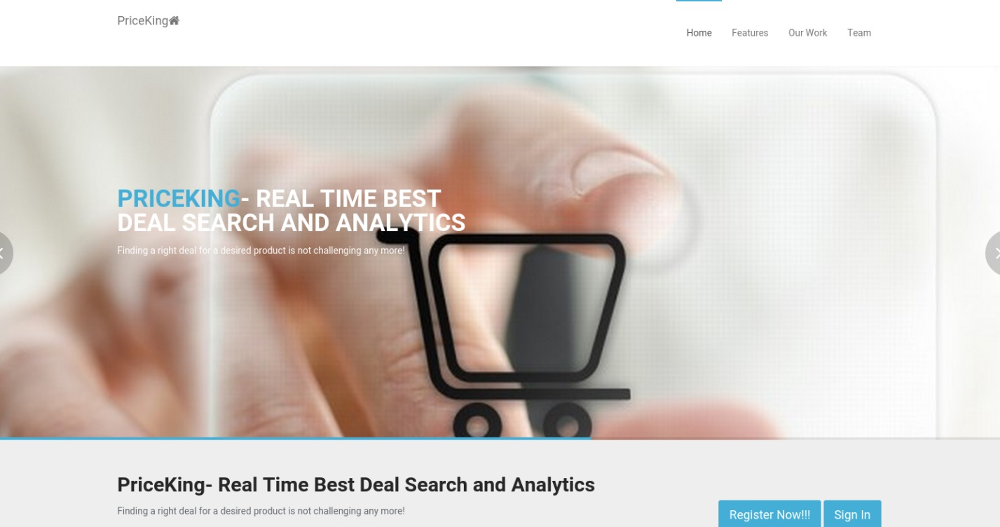 PriceKing
Home
Features
Our Work
Team
PRICEKING- REAL TIME BEST
DEAL SEARCH AND ANALYTICS
Finding a right deal for a desired product is not challenging any more!
PriceKing- Real Time Best Deal Search and Analytics
Finding a right deal for a desired product is not challenging any more!
Register Now!!!
Sign In